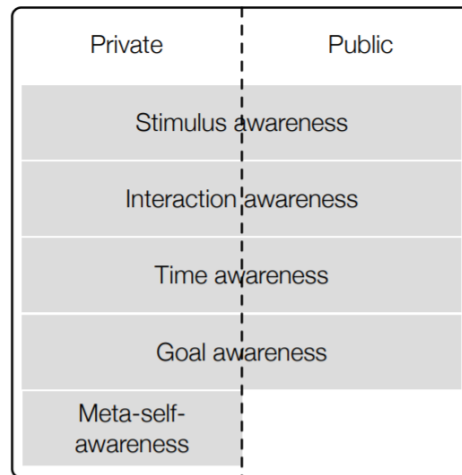 Private Public
Stimulus awareness
Interaction awareness
Time awareness
Goal awareness
Meta-self-
awareness